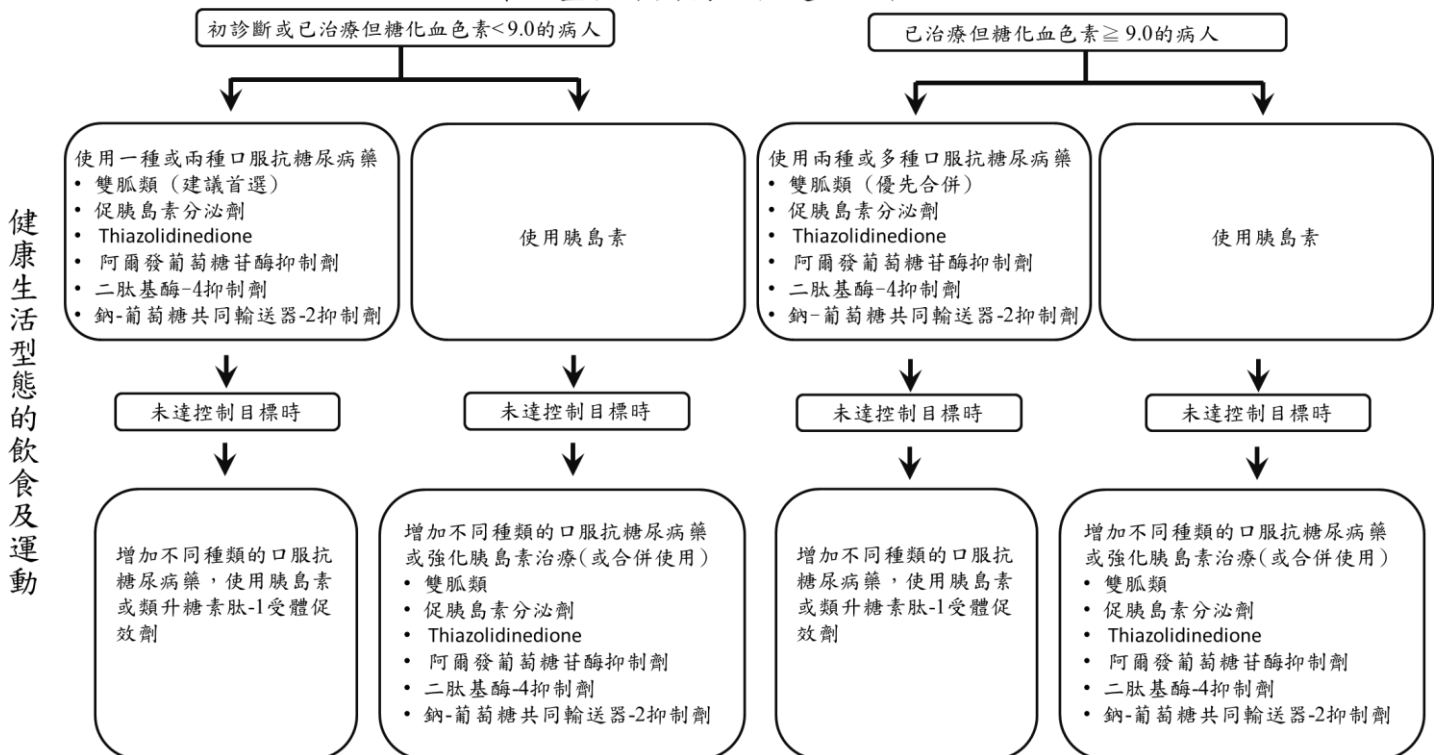 初診斷或已治療但糖化血色素<9.0的病人
已治療但糖化血色素≧9.0的病人
健康生活型態的飲食及運動
使用一種或兩種口服抗糖尿病藥
• 雙胍類（建議首選）
• 促胰島素分泌劑
• Thiazolidinedione
• 阿爾發葡萄糖苷酶抑制劑
• 二肽基酶-4抑制劑
• 鈉-葡萄糖共同輸送器-2抑制劑
使用胰島素
使用兩種或多種口服抗糖尿病藥
• 雙胍類（優先合併）
• 促胰島素分泌劑
• Thiazolidinedione
• 阿爾發葡萄糖苷酶抑制劑
• 二肽基酶-4抑制劑
• 鈉-葡萄糖共同輸送器-2抑制劑
使用胰島素
未達控制目標時
未達控制目標時
未達控制目標時
未達控制目標時
增加不同種類的口服抗
糖尿病藥，使用胰島素
或類升糖素肽-1受體促
效劑
增加不同種類的口服抗糖尿病藥
或強化胰島素治療(或合併使用)
• 雙胍類
• 促胰島素分泌劑
• Thiazolidinedione
• 阿爾發葡萄糖苷酶抑制劑
• 二肽基酶-4抑制劑
• 鈉-葡萄糖共同輸送器-2抑制劑
增加不同種類的口服抗
糖尿病藥，使用胰島素
或類升糖素肽-1受體促
效劑
增加不同種類的口服抗糖尿病藥
或強化胰島素治療(或合併使用)
• 雙胍類
• 促胰島素分泌劑
• Thiazolidinedione
• 阿爾發葡萄糖苷酶抑制劑
• 二肽基酶-4抑制劑
• 鈉-葡萄糖共同輸送器-2抑制劑